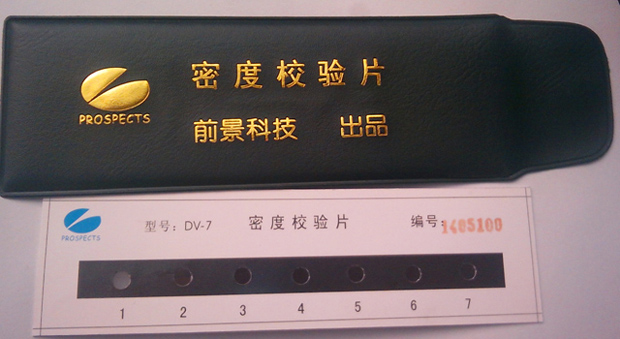 密度校验片
PROSPECTS
前景科技 出品
型号: DV-7 密度校验片 编号: 1405100
PROSPECTS
1 2 3 4 5 6 7